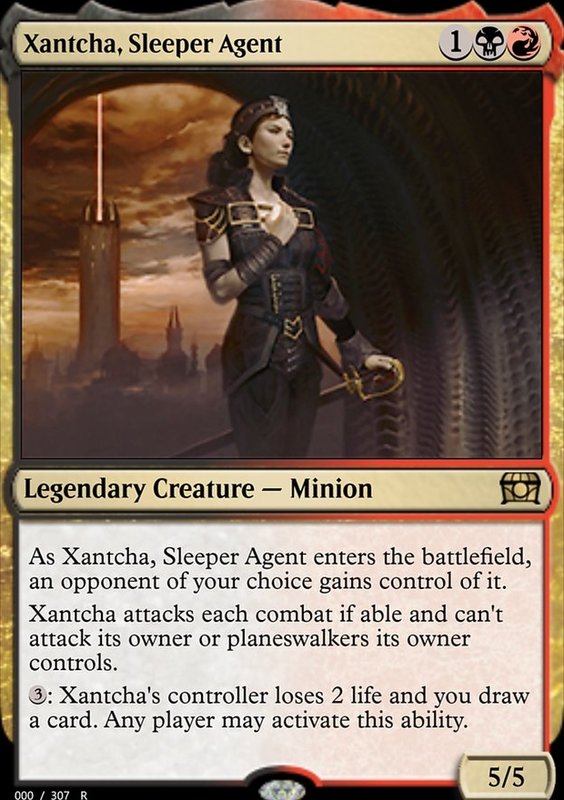 Xantcha, Sleeper Agent
1
Legendary Creature — Minion
As Xantcha, Sleeper Agent enters the battlefield,
an opponent of your choice gains control of it.
Xantcha attacks each combat if able and can't
attack its owner or planeswalkers its owner
controls.
3: Xantcha's controller loses 2 life and you draw
a card. Any player may activate this ability.
5/5
000 / 307 R